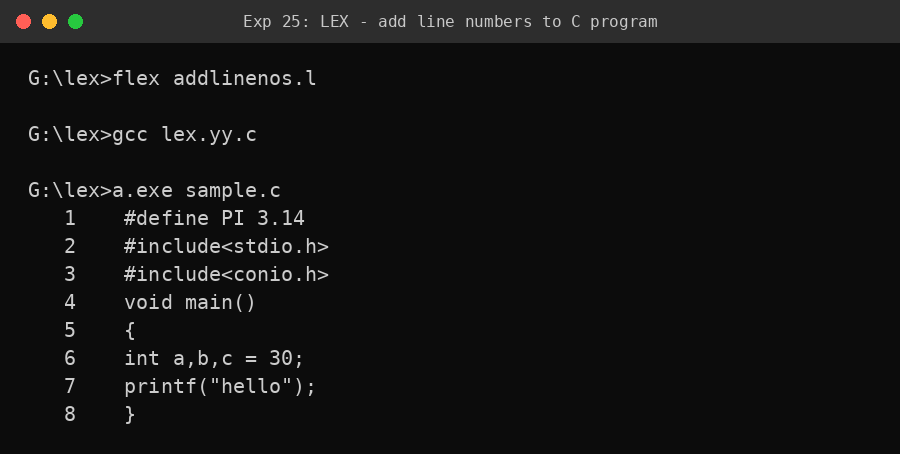 Exp 25: LEX - add line numbers to C program
G:\lex>flex addlinenos.l
G:\lex>gcc lex.yy.c
G:\lex>a.exe sample.c
   1    #define PI 3.14
   2    #include<stdio.h>
   3    #include<conio.h>
   4    void main()
   5    {
   6    int a,b,c = 30;
   7    printf("hello");
   8    }